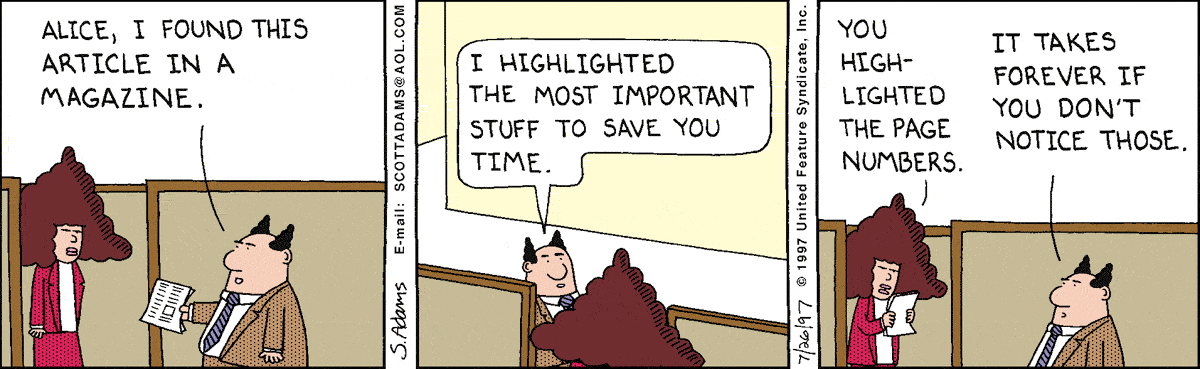 ALICE, I FOUND THIS
ARTICLE IN A
MAGAZINE.
S. Adams
E-mail: SCOTTADAMS@AOL.COM
I HIGHLIGHTED
THE MOST IMPORTANT
STUFF TO SAVE YOU
TIME.
7/26/97 © 1997 United Feature Syndicate, Inc.
YOU
HIGH-
LIGHTED
THE PAGE
NUMBERS.
IT TAKES
FOREVER IF
YOU DON'T
NOTICE THOSE.